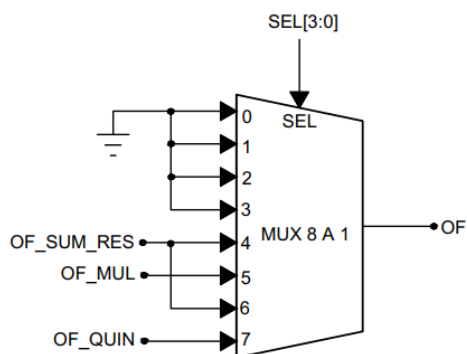 SEL[3:0]
SEL
0
1
2
3
OF_SUM_RES 4
MUX 8 A 1
OF
OF_MUL 5
6
OF_QUIN 7